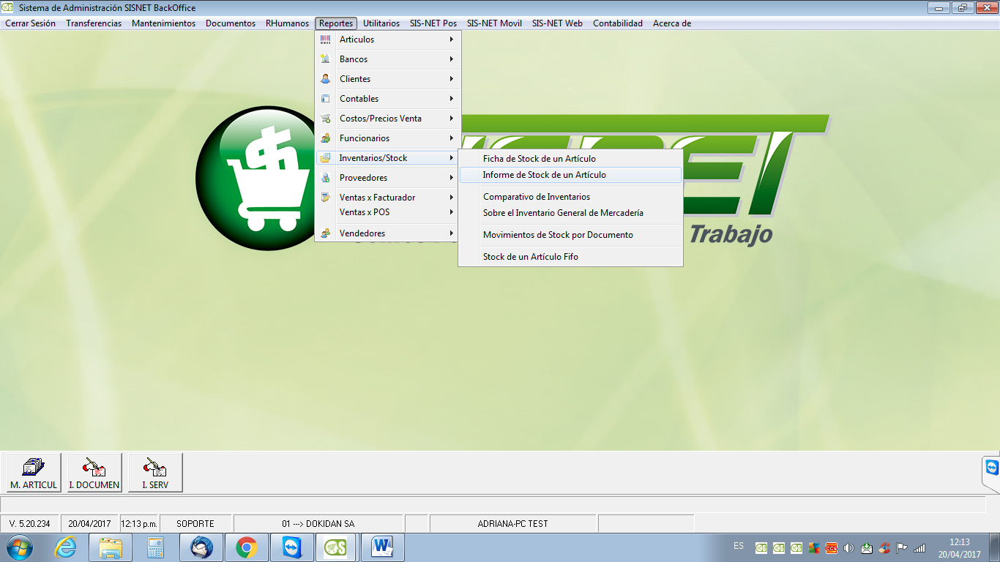 Sistema de Administración SISNET BackOffice
Cerrar Sesión Transferencias Mantenimientos Documentos RHumanos Reportes Utilitarios SIS-NET Pos SIS-NET Movil SIS-NET Web Contabilidad Acerca de
Articulos
Bancos
Clientes
Contables
Costos/Precios Venta
Funcionarios
Inventarios/Stock
Proveedores
Ventas x Facturador
Ventas x POS
Vendedores
Ficha de Stock de un Artículo
Informe de Stock de un Artículo
Comparativo de Inventarios
Sobre el Inventario General de Mercadería
Movimientos de Stock por Documento
Stock de un Artículo Fifo
Trabajo
M. ARTICUL I. DOCUMEN I. SERV
V. 5.20.234 20/04/2017 12:13 p.m. SOPORTE 01 ---> DOKIDAN SA ADRIANA-PC TEST
ES 12:13
20/04/2017